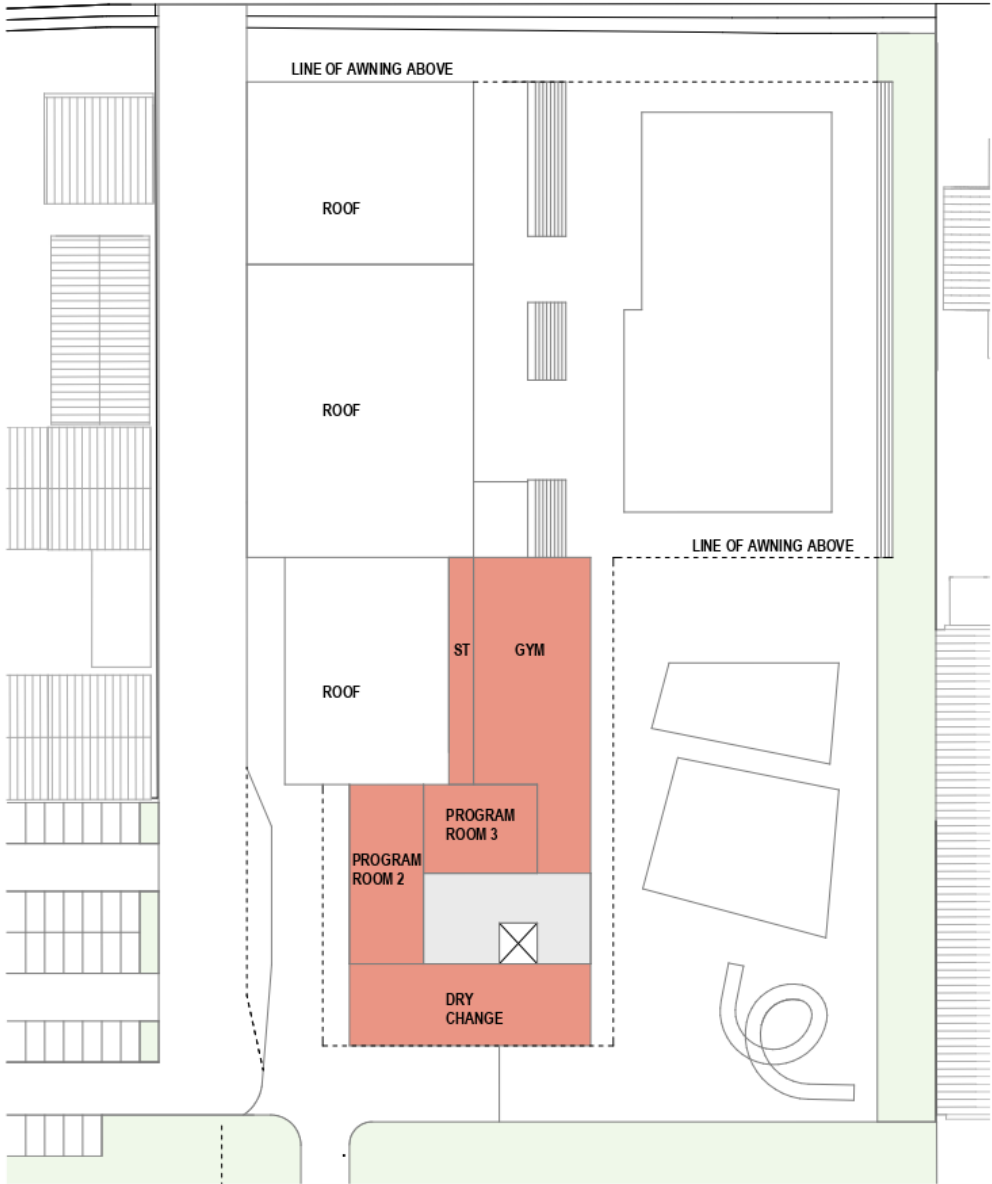 LINE OF AWNING ABOVE
ROOF
ROOF
LINE OF AWNING ABOVE
ST
GYM
ROOF
PROGRAM
ROOM 3
PROGRAM
ROOM 2
DRY
CHANGE